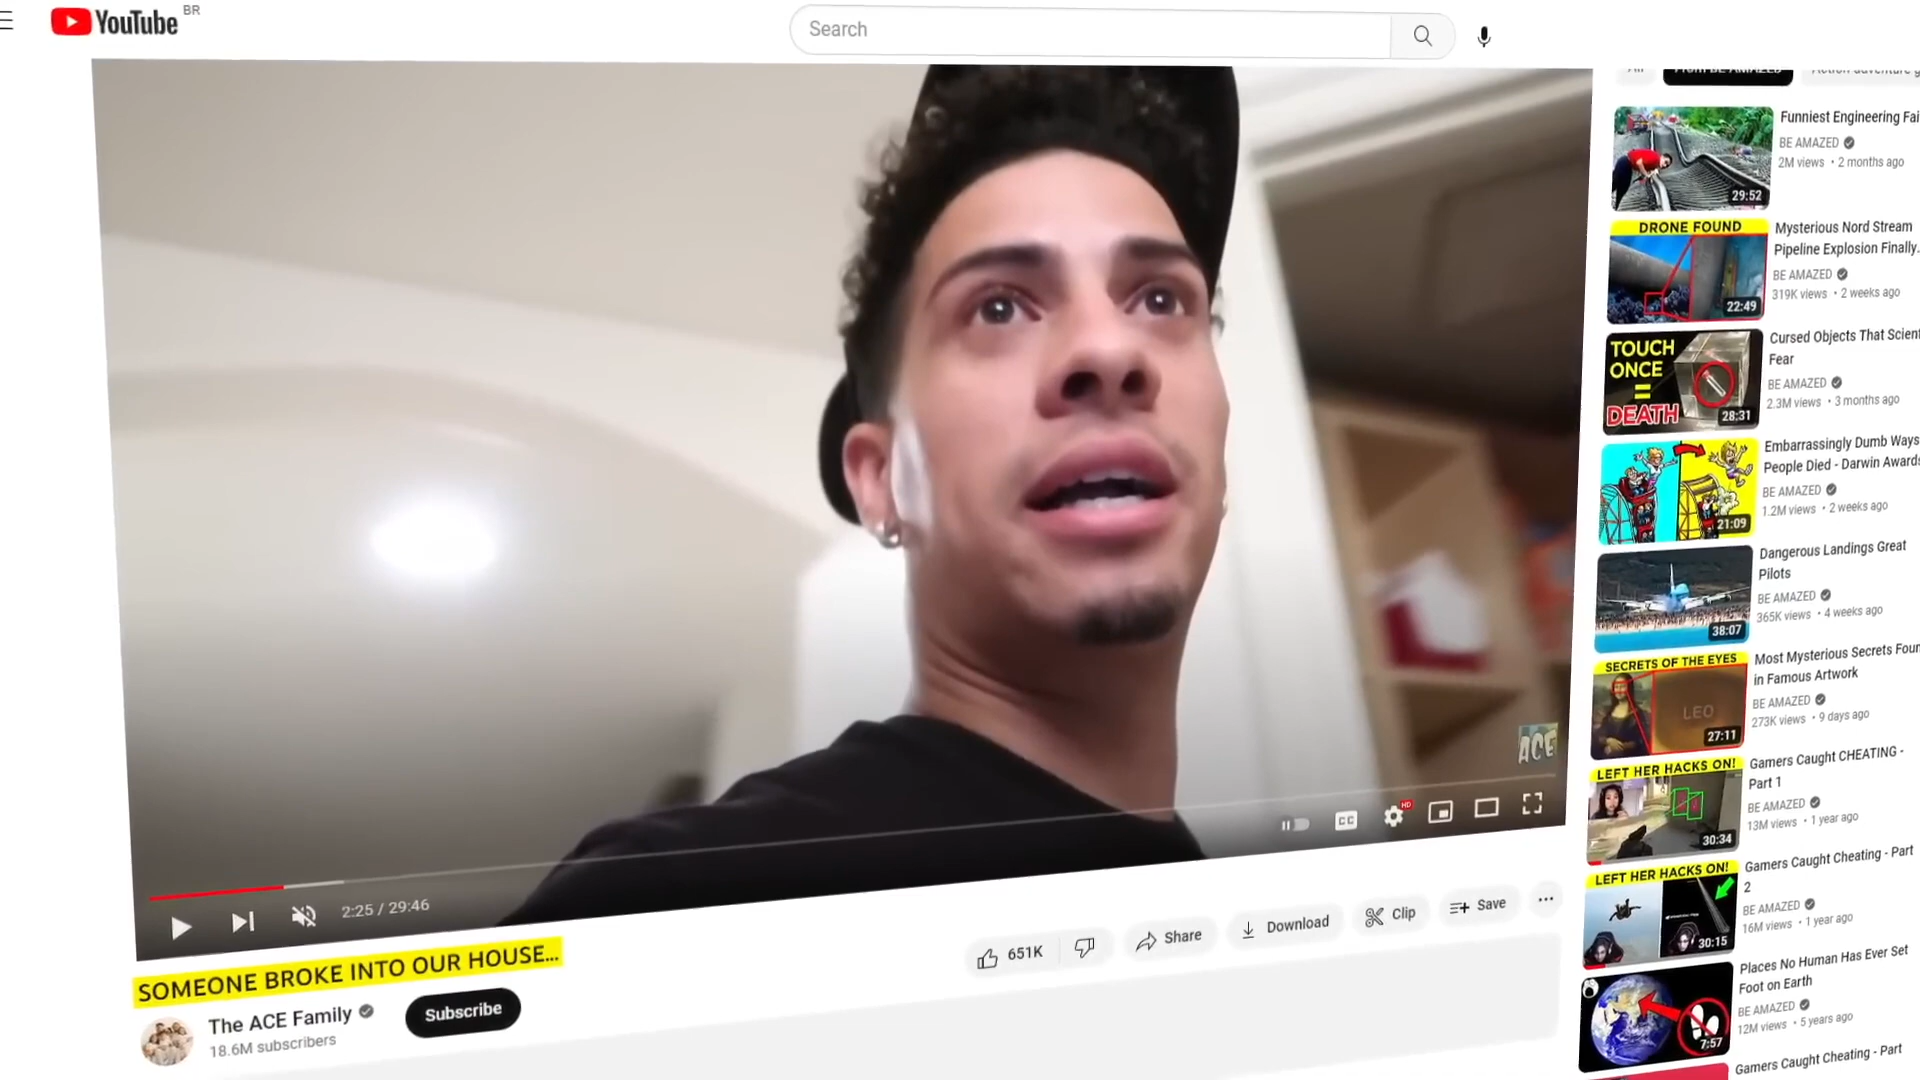 YouTube BR
Search
SOMEONE BROKE INTO OUR HOUSE...
The ACE Family
18.6M subscribers
Subscribe
2:25 / 29:46
CC
HD
ACE
651K
Share
Download
Clip
Save
From BE AMAZED
Funniest Engineering Fai
BE AMAZED
2M views • 2 months ago
29:52
DRONE FOUND
22:49
Mysterious Nord Stream
Pipeline Explosion Finally...
BE AMAZED
319K views • 2 weeks ago
TOUCH
ONCE
=
DEATH
28:31
Cursed Objects That Scient
Fear
BE AMAZED
2.3M views • 3 months ago
21:09
Embarrassingly Dumb Ways
People Died - Darwin Awards
BE AMAZED
1.2M views • 2 weeks ago
38:07
Dangerous Landings Great
Pilots
BE AMAZED
365K views • 4 weeks ago
SECRETS OF THE EYES
LEO
27:11
Most Mysterious Secrets Foun
in Famous Artwork
BE AMAZED
273K views • 9 days ago
LEFT HER HACKS ON!
30:34
Gamers Caught CHEATING -
Part 1
BE AMAZED
13M views • 1 year ago
LEFT HER HACKS ON!
30:15
Gamers Caught Cheating - Part
2
BE AMAZED
16M views • 1 year ago
7:57
Places No Human Has Ever Set
Foot on Earth
BE AMAZED
12M views • 5 years ago
Gamers Caught Cheating - Part